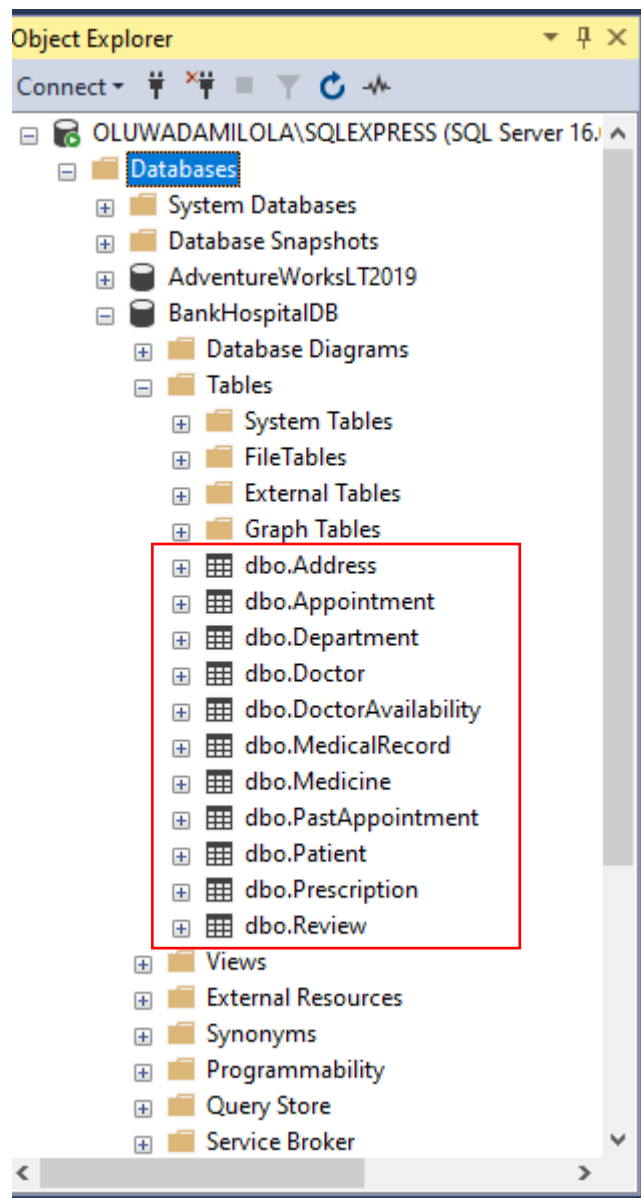 Object Explorer
Connect
OLUWADAMILOLA\SQLEXPRESS (SQL Server 16.
Databases
System Databases
Database Snapshots
AdventureWorksLT2019
BankHospitalDB
Database Diagrams
Tables
System Tables
FileTables
External Tables
Graph Tables
dbo.Address
dbo.Appointment
dbo.Department
dbo.Doctor
dbo.DoctorAvailability
dbo.MedicalRecord
dbo.Medicine
dbo.PastAppointment
dbo.Patient
dbo.Prescription
dbo.Review
Views
External Resources
Synonyms
Programmability
Query Store
Service Broker